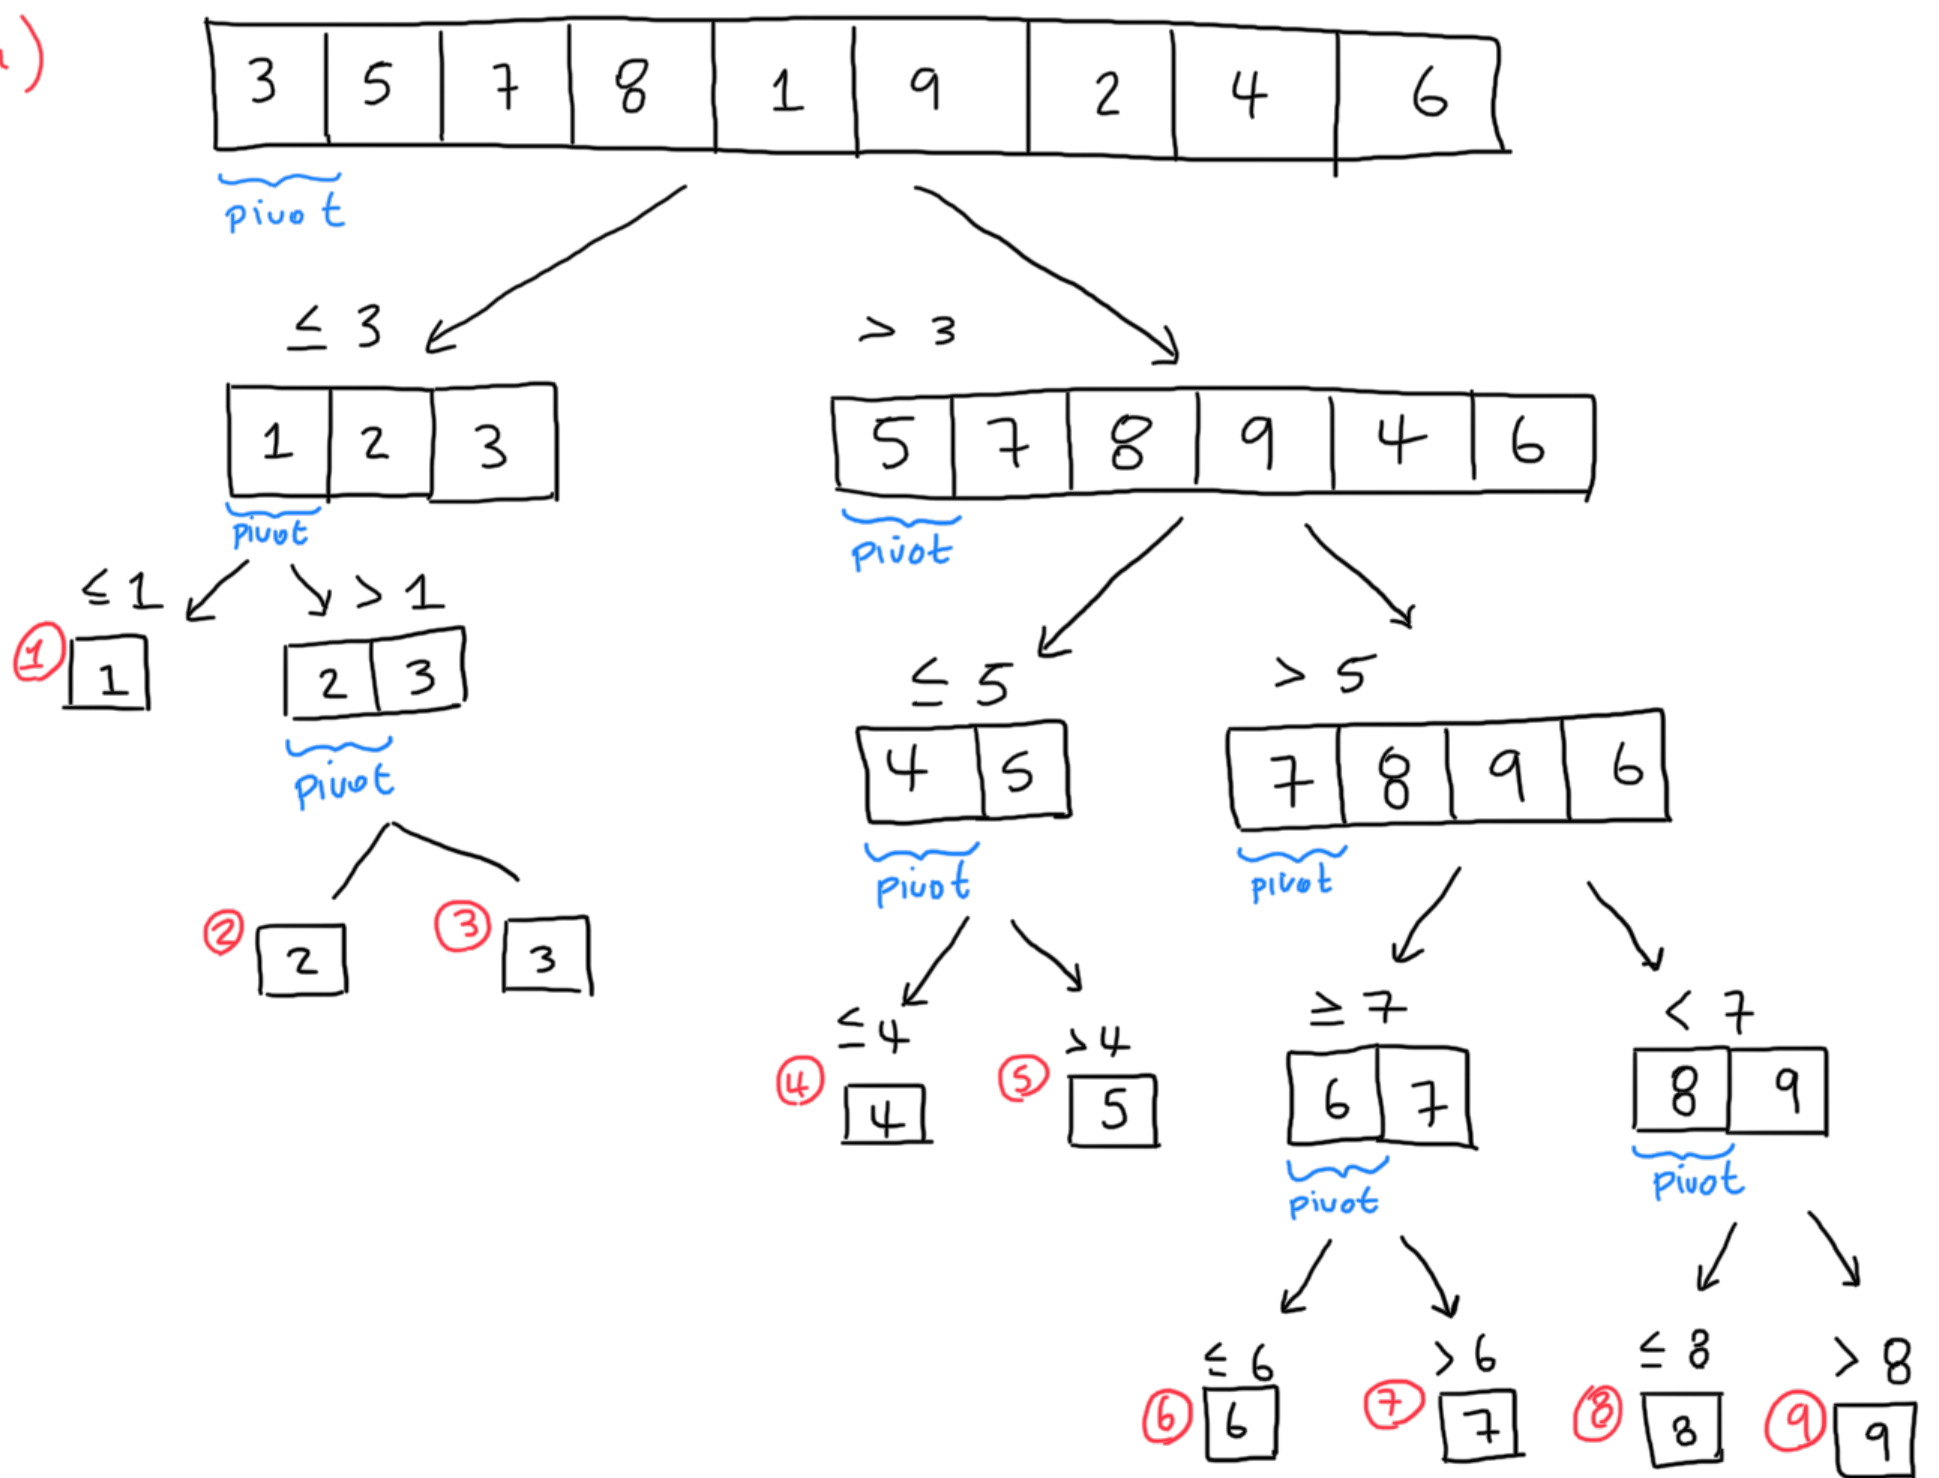 )
3 5 7 8 1 9 2 4 6
pivot
≤ 3
> 3
1 2 3
5 7 8 9 4 6
pivot
pivot
≤ 1
> 1
① 1
2 3
pivot
≤ 5
> 5
4 5
7 8 9 6
pivot
pivot
② 2
③ 3
≤ 4
> 4
≥ 7
< 7
④ 4
⑤ 5
6 7
8 9
pivot
pivot
≤ 6
> 6
≤ 8
> 8
⑥ 6
⑦ 7
⑧ 8
⑨ 9